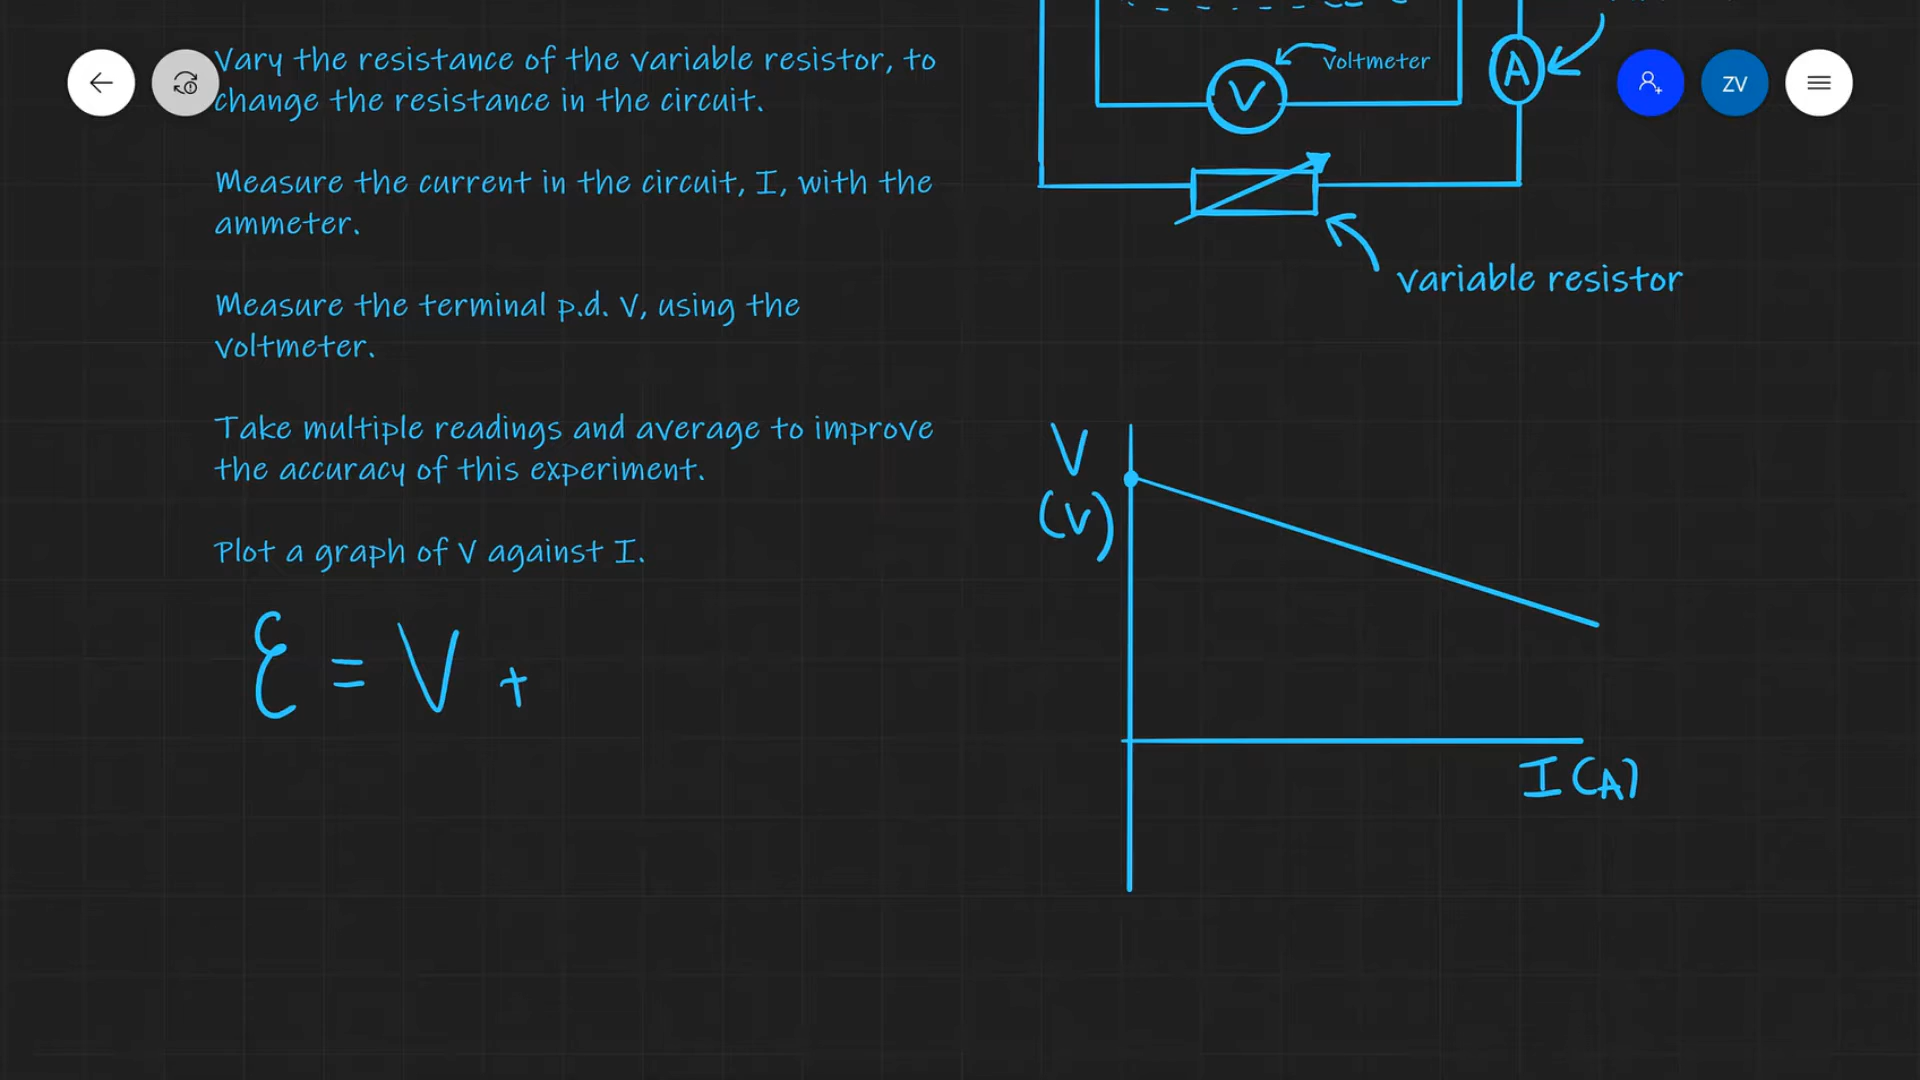 Vary the resistance of the variable resistor, to
change the resistance in the circuit.
Measure the current in the circuit, I, with the
ammeter.
Measure the terminal p.d. V, using the
voltmeter.
Take multiple readings and average to improve
the accuracy of this experiment.
Plot a graph of V against I.
ℰ = V +
voltmeter
V
A
ZV
variable resistor
V
(V)
I (A)